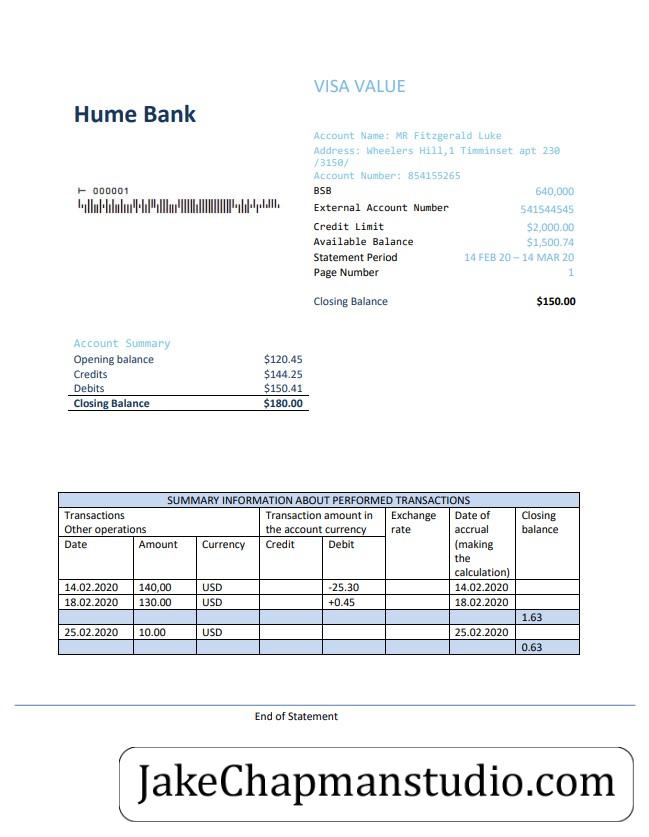 VISA VALUE
Hume Bank
Account Name: MR Fitzgerald Luke
Address: Wheelers Hill,1 Timminset apt 230
/3150/
Account Number: 854155265
⊢ 000001
BSB 640,000
External Account Number 541544545
Credit Limit $2,000.00
Available Balance $1,500.74
Statement Period 14 FEB 20 – 14 MAR 20
Page Number 1
Closing Balance $150.00
Account Summary
Opening balance $120.45
Credits $144.25
Debits $150.41
Closing Balance $180.00
SUMMARY INFORMATION ABOUT PERFORMED TRANSACTIONS
Transactions
Other operations
Transaction amount in
the account currency
Exchange
rate
Date of
accrual
(making
the
calculation)
Closing
balance
Date Amount Currency Credit Debit
14.02.2020 140,00 USD -25.30 14.02.2020
18.02.2020 130.00 USD +0.45 18.02.2020
1.63
25.02.2020 10.00 USD 25.02.2020
0.63
End of Statement
JakeChapmanstudio.com